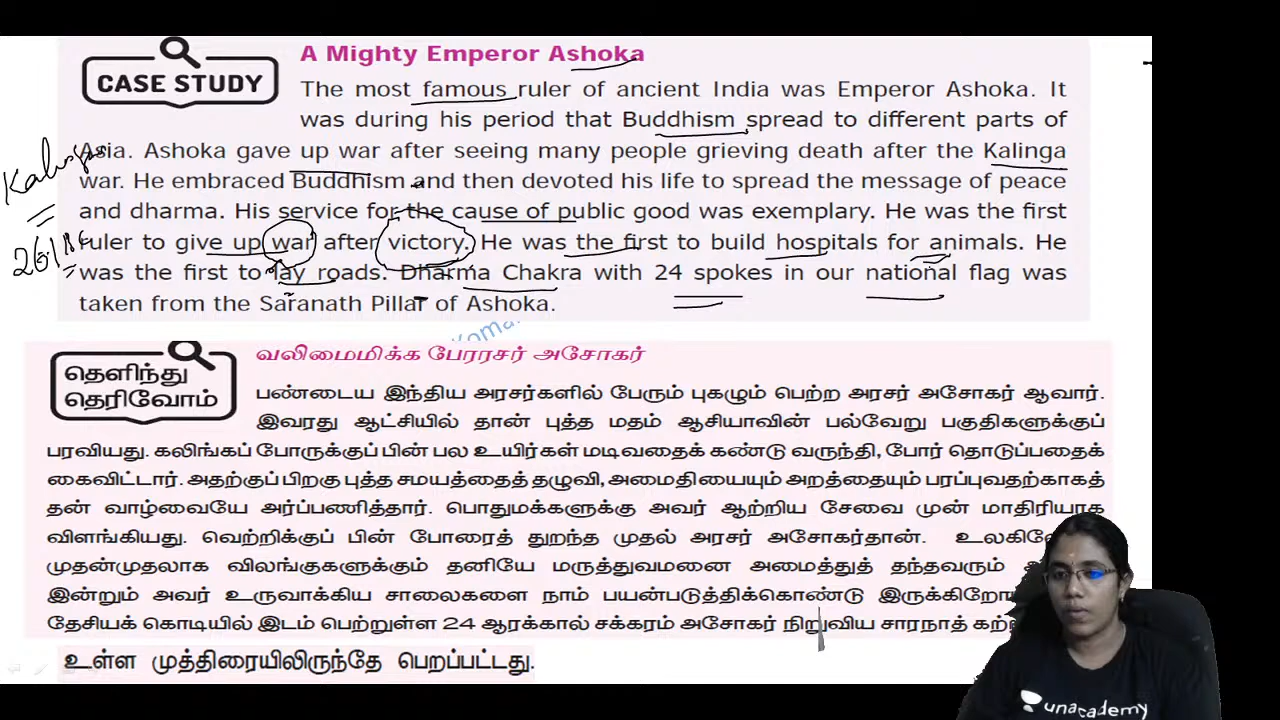 A Mighty Emperor Ashoka
CASE STUDY
The most famous ruler of ancient India was Emperor Ashoka. It
was during his period that Buddhism spread to different parts of
Asia. Ashoka gave up war after seeing many people grieving death after the Kalinga
war. He embraced Buddhism and then devoted his life to spread the message of peace
and dharma. His service for the cause of public good was exemplary. He was the first
ruler to give up war after victory. He was the first to build hospitals for animals. He
was the first to lay roads. Dharma Chakra with 24 spokes in our national flag was
taken from the Saranath Pillar of Ashoka.
வலிமைமிக்க பேரரசர் அசோகர்
தெளிந்து
தெரிவோம்
பண்டைய இந்திய அரசர்களில் பேரும் புகழும் பெற்ற அரசர் அசோகர் ஆவார்.
இவரது ஆட்சியில் தான் புத்த மதம் ஆசியாவின் பல்வேறு பகுதிகளுக்குப்
பரவியது. கலிங்கப் போருக்குப் பின் பல உயிர்கள் மடிவதைக் கண்டு வருந்தி, போர் தொடுப்பதைக்
கைவிட்டார். அதற்குப் பிறகு புத்த சமயத்தைத் தழுவி, அமைதியையும் அறத்தையும் பரப்புவதற்காகத்
தன் வாழ்வையே அர்ப்பணித்தார். பொதுமக்களுக்கு அவர் ஆற்றிய சேவை முன் மாதிரியாக
விளங்கியது. வெற்றிக்குப் பின் போரைத் துறந்த முதல் அரசர் அசோகர்தான்.
முதன்முதலாக விலங்குகளுக்கும் தனியே மருத்துவமனை அமைத்துத் தந்தவரும்
இன்றும் அவர் உருவாக்கிய சாலைகளை நாம் பயன்படுத்திக்கொண்டு
தேசியக் கொடியில் இடம் பெற்றுள்ள 24 ஆரக்கால் சக்கரம் அசோகர் நிறுவிய சாரநாத்
உள்ள முத்திரையிலிருந்தே பெறப்பட்டது.
unacademy